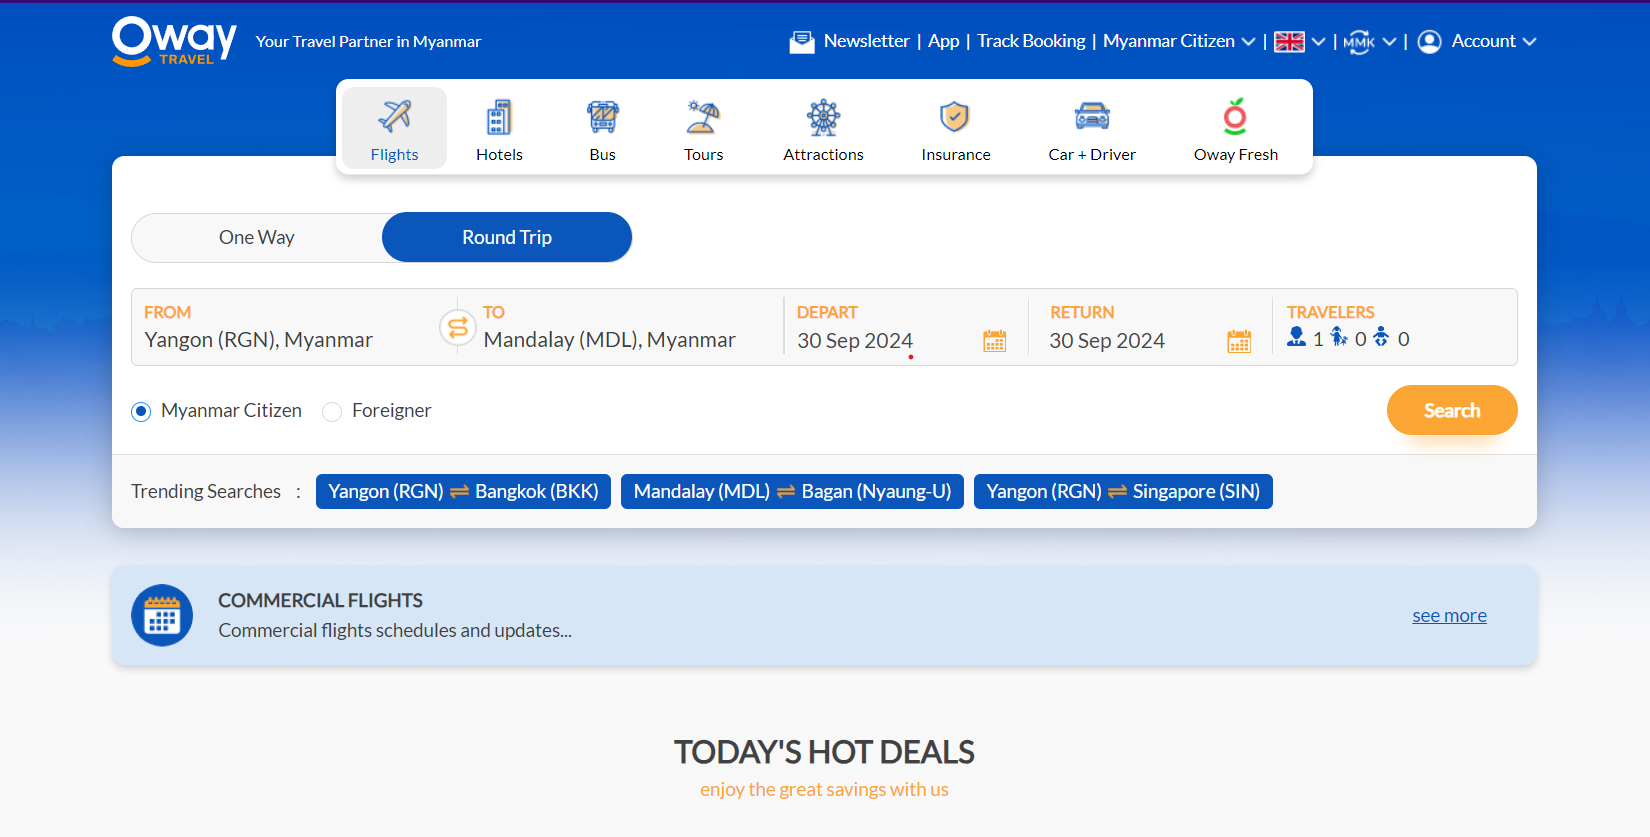 Oway
TRAVEL
Your Travel Partner in Myanmar
Newsletter | App | Track Booking | Myanmar Citizen | | MMK | Account
Flights Hotels Bus Tours Attractions Insurance Car + Driver Oway Fresh
One Way Round Trip
FROM TO DEPART RETURN TRAVELERS
Yangon (RGN), Myanmar Mandalay (MDL), Myanmar 30 Sep 2024 30 Sep 2024 1 0 0
Myanmar Citizen Foreigner Search
Trending Searches : Yangon (RGN) ⇌ Bangkok (BKK) Mandalay (MDL) ⇌ Bagan (Nyaung-U) Yangon (RGN) ⇌ Singapore (SIN)
COMMERCIAL FLIGHTS
Commercial flights schedules and updates...
see more
TODAY'S HOT DEALS
enjoy the great savings with us